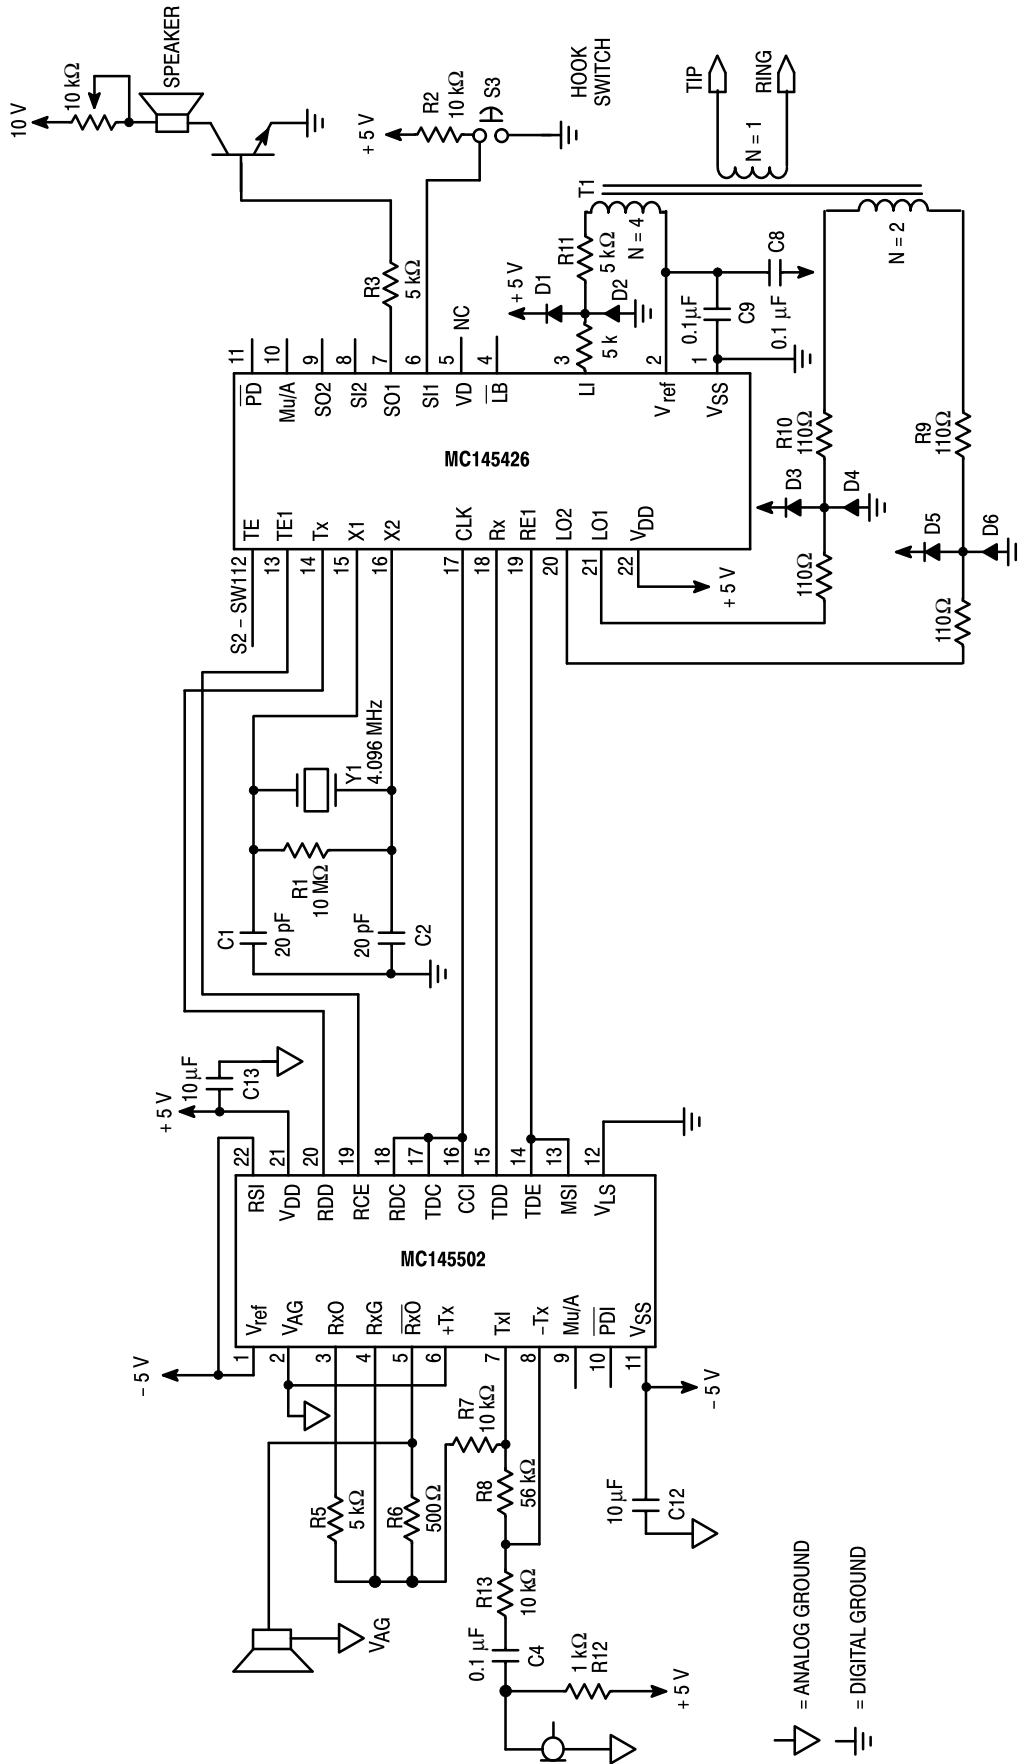 10 V
10 kΩ
SPEAKER
+ 5 V
R2
10 kΩ
S3
HOOK
SWITCH
TIP
RING
N = 1
T1
R3
5 kΩ
NC
+ 5 V
D1
D2
R11
5 kΩ
N = 4
5 k
0.1 µF
C9
C8
0.1 µF
N = 2
11
10
9
8
7
6
5
4
3
2
1
PD
Mu/A
SO2
SI2
SO1
SI1
VD
LB
LI
Vref
VSS
MC145426
TE
TE1
Tx
X1
X2
CLK
Rx
RE1
LO2
LO1
VDD
S2 – SW1 12
13
14
15
16
17
18
19
20
21
22
+ 5 V
R10
110Ω
D3
D4
110Ω
R9
110Ω
D5
D6
110Ω
Y1
4.096 MHz
R1
10 MΩ
C1
20 pF
20 pF
C2
10 µF
C13
+ 5 V
22
21
20
19
18
17
16
15
14
13
12
RSI
VDD
RDD
RCE
RDC
TDC
CCI
TDD
TDE
MSI
VLS
MC145502
Vref
VAG
RxO
RxG
RxO
+Tx
TxI
-Tx
Mu/A
PDI
VSS
1
2
3
4
5
6
7
8
9
10
11
– 5 V
R7
10 kΩ
R5
5 kΩ
R6
500Ω
R8
56 kΩ
R13
10 kΩ
0.1 µF
C4
1 kΩ
R12
+ 5 V
10 µF
C12
– 5 V
VAG
= ANALOG GROUND
= DIGITAL GROUND